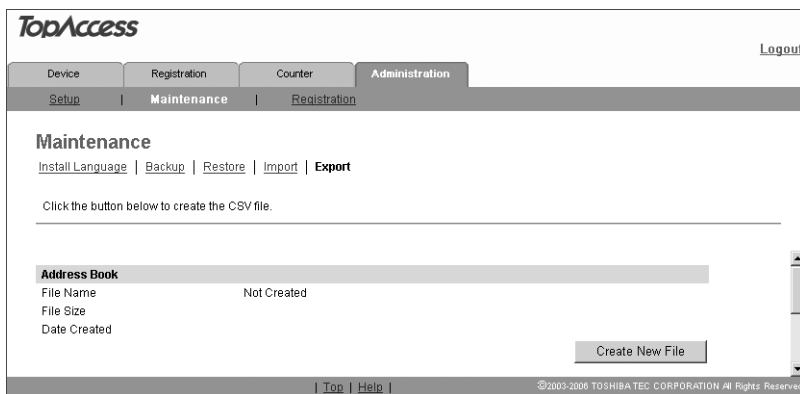 TopAccess
Logout
Device Registration Counter Administration
Setup | Maintenance | Registration
Maintenance
Install Language | Backup | Restore | Import | Export
Click the button below to create the CSV file.
Address Book
File Name Not Created
File Size
Date Created
Create New File
| Top | Help | ©2003-2006 TOSHIBA TEC CORPORATION All Rights Reserved